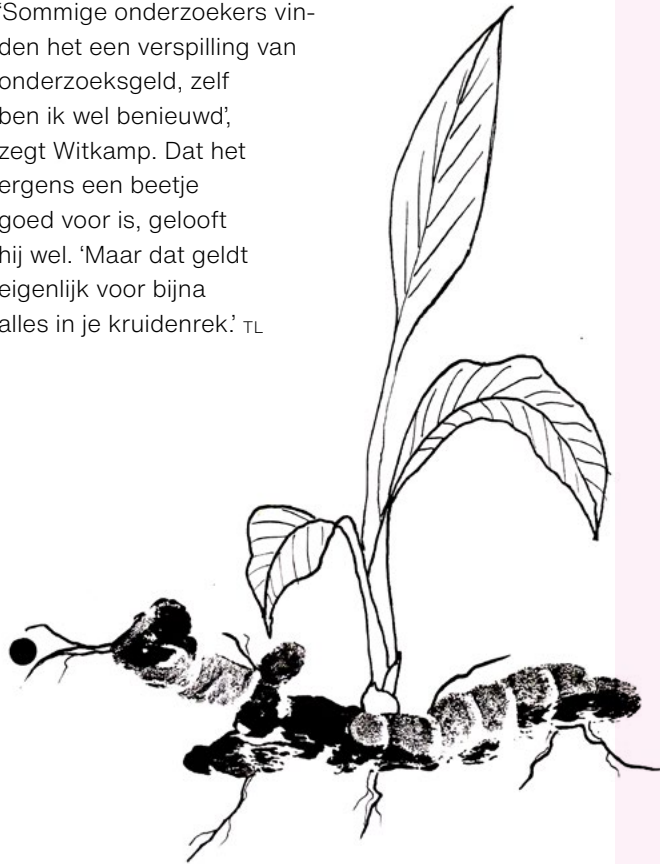 ‘Sommige onderzoekers vin-
den het een verspilling van
onderzoeksgeld, zelf
ben ik wel benieuwd’,
zegt Witkamp. Dat het
ergens een beetje
goed voor is, gelooft
hij wel. ‘Maar dat geldt
eigenlijk voor bijna
alles in je kruidenrek.’ TL